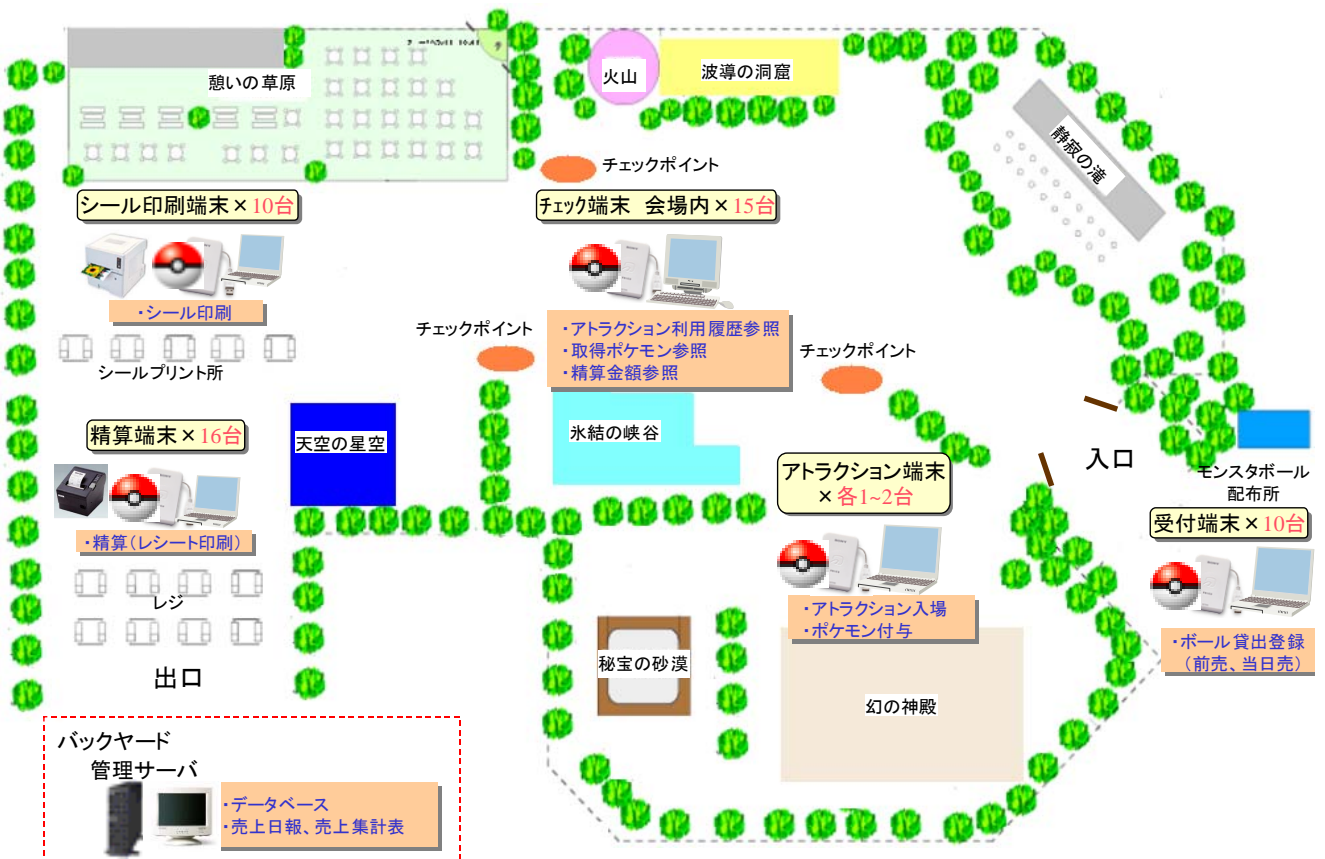 憩いの草原
火山
波導の洞窟
静寂の滝
チェックポイント
シール印刷端末×10台
・シール印刷
シールプリント所
チェック端末 会場内×15台
・アトラクション利用履歴参照
・取得ポケモン参照
・精算金額参照
チェックポイント
チェックポイント
精算端末×16台
・精算(レシート印刷)
レジ
出口
天空の星空
氷結の峡谷
アトラクション端末
×各1~2台
・アトラクション入場
・ポケモン付与
入口
モンスタボール
配布所
受付端末×10台
・ボール貸出登録
(前売、当日売)
秘宝の砂漠
幻の神殿
バックヤード
管理サーバ
・データベース
・売上日報、売上集計表